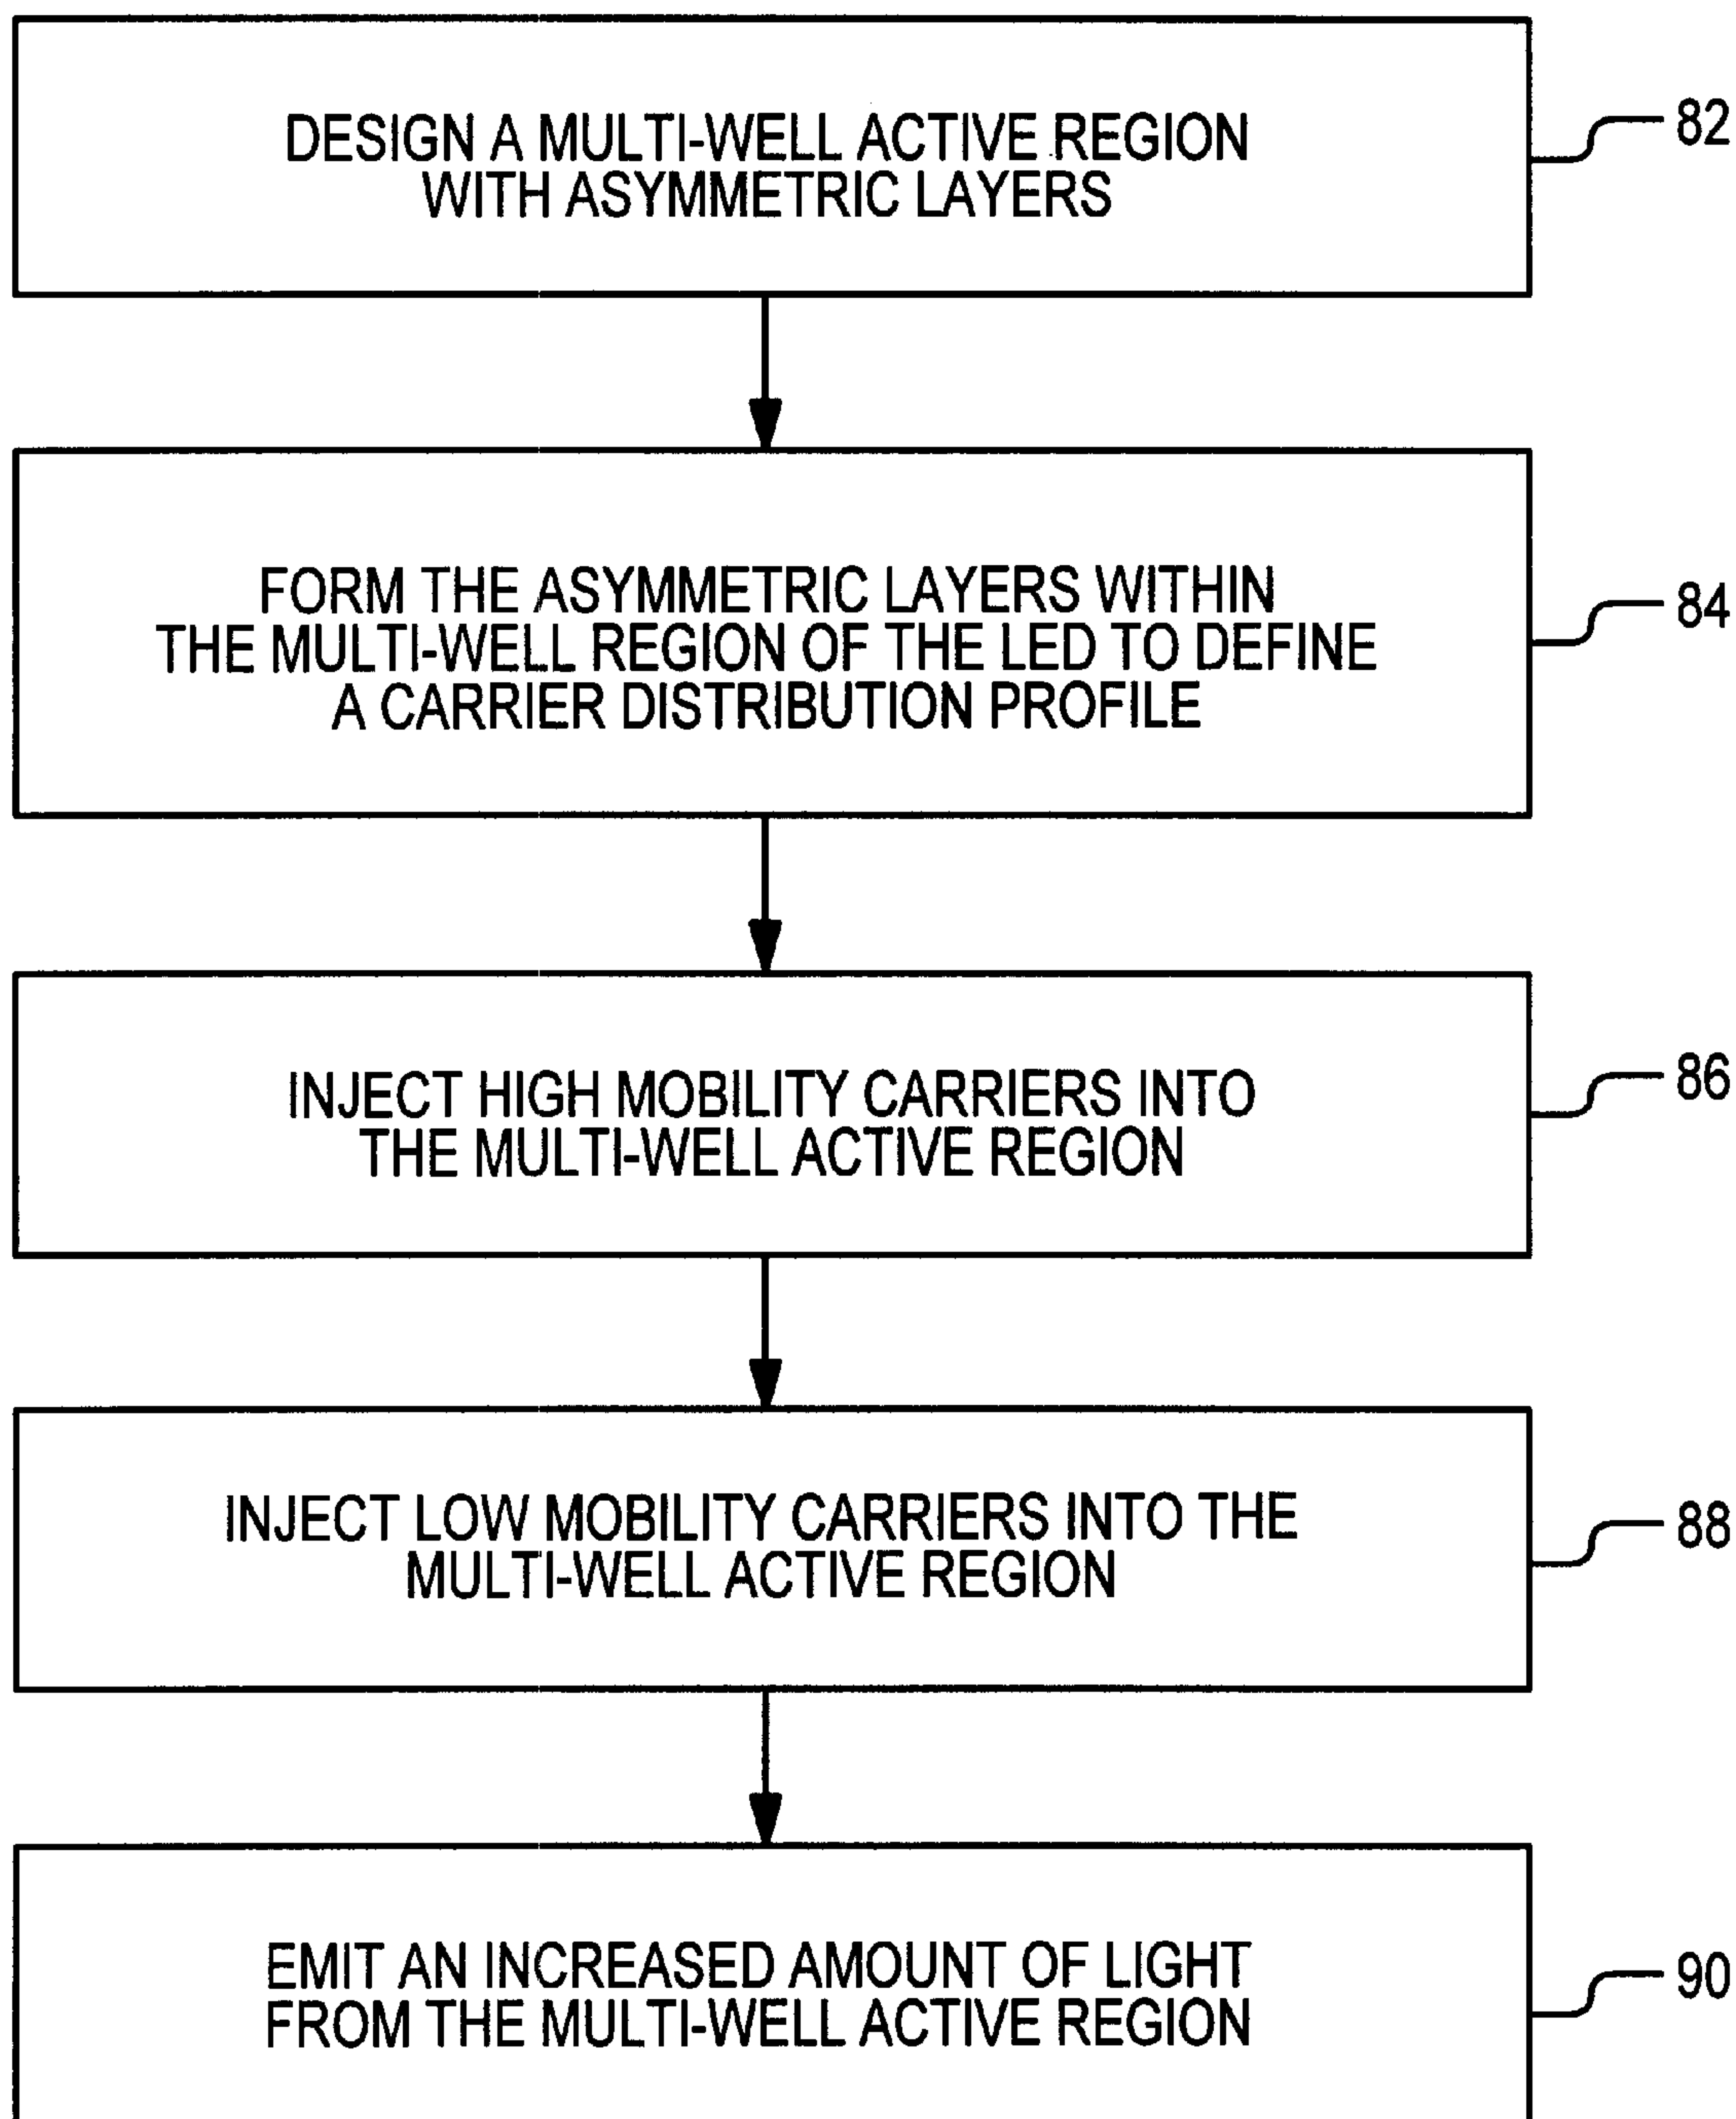 DESIGN A MULTI-WELL ACTIVE REGION
WITH ASYMMETRIC LAYERS
82
FORM THE ASYMMETRIC LAYERS WITHIN
THE MULTI-WELL REGION OF THE LED TO DEFINE
A CARRIER DISTRIBUTION PROFILE
84
INJECT HIGH MOBILITY CARRIERS INTO
THE MULTI-WELL ACTIVE REGION
86
INJECT LOW MOBILITY CARRIERS INTO THE
MULTI-WELL ACTIVE REGION
88
EMIT AN INCREASED AMOUNT OF LIGHT
FROM THE MULTI-WELL ACTIVE REGION
90